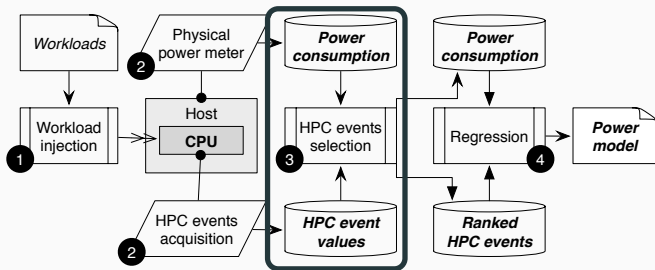 Workloads
Physical
power meter
2
Power
consumption
Power
consumption
Workload
injection
1
Host
CPU
HPC events
selection
3
Regression
4
Power
model
HPC events
acquisition
2
HPC event
values
Ranked
HPC events